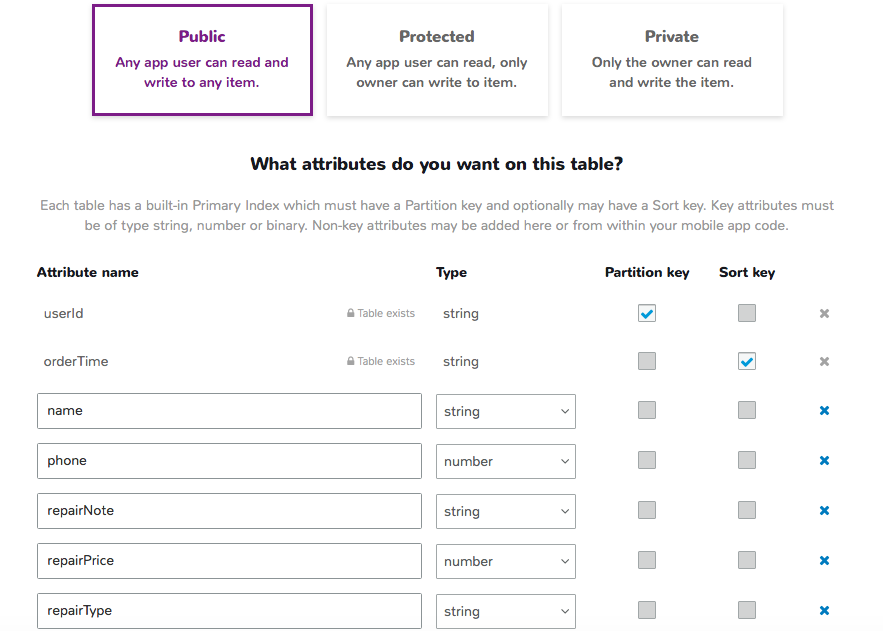 Public
Any app user can read and
write to any item.
Protected
Any app user can read, only
owner can write to item.
Private
Only the owner can read
and write the item.
What attributes do you want on this table?
Each table has a built-in Primary Index which must have a Partition key and optionally may have a Sort key. Key attributes must
be of type string, number or binary. Non-key attributes may be added here or from within your mobile app code.
Attribute name Type Partition key Sort key
userId Table exists string
orderTime Table exists string
name string
phone number
repairNote string
repairPrice number
repairType string